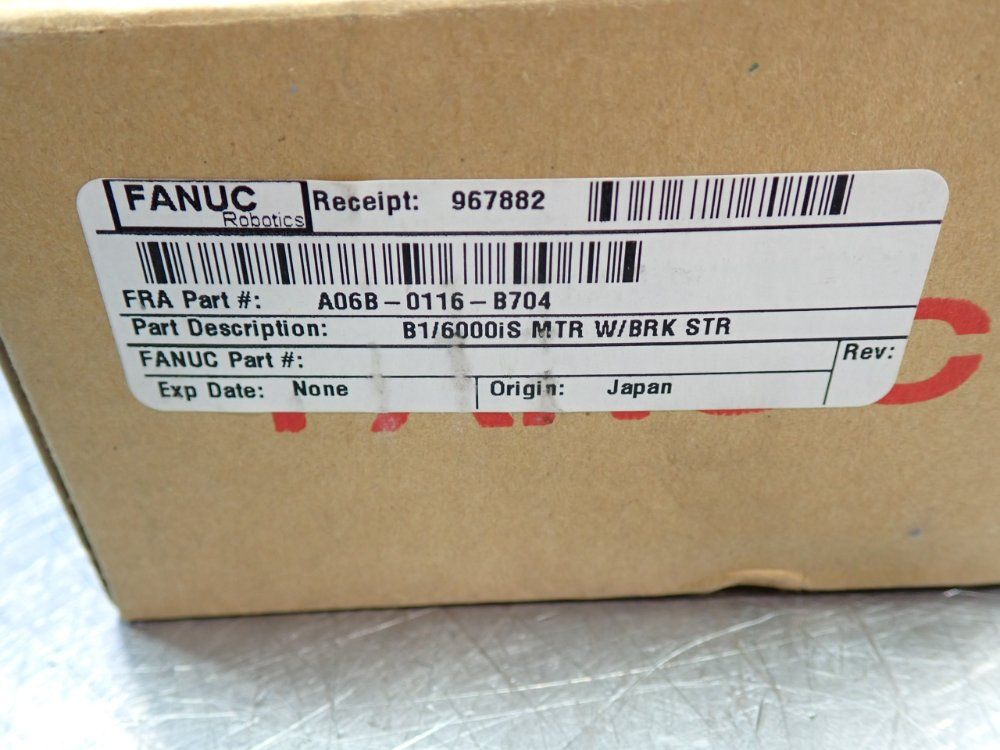 FANUC Robotics Receipt: 967882
FRA Part #: A06B-0116-B704
Part Description: B1/6000iS MTR W/BRK STR
FANUC Part #: Rev:
Exp Date: None Origin: Japan
FANUC